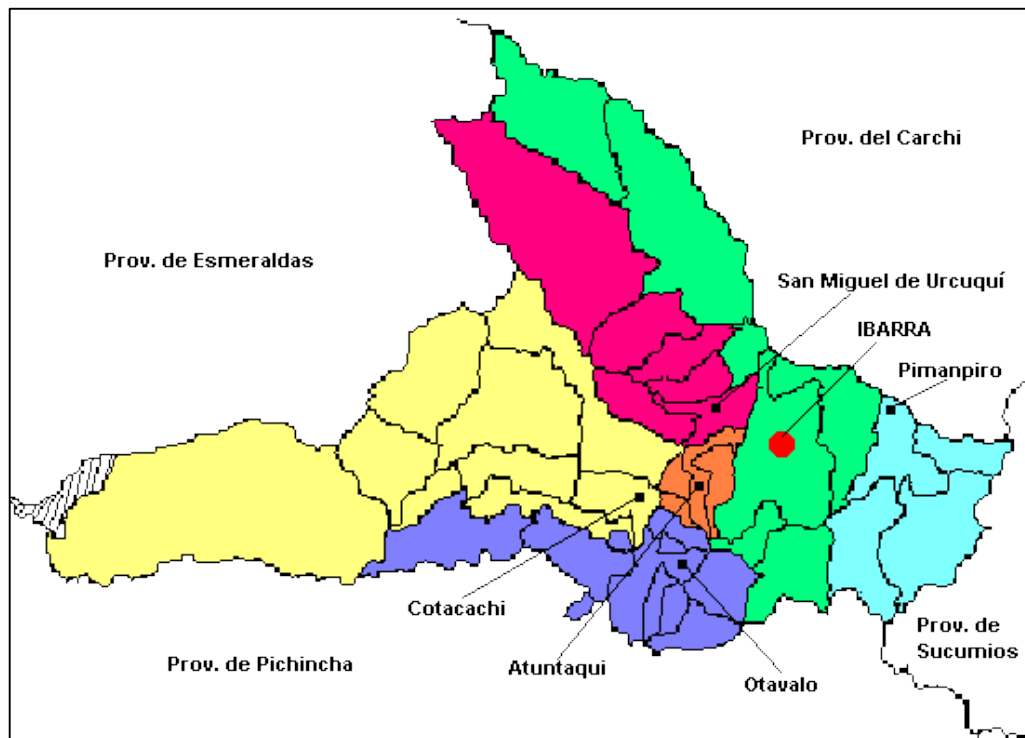 Prov. del Carchi
Prov. de Esmeraldas
San Miguel de Urcuquí
IBARRA
Pimanpiro
Cotacachi
Prov. de
Sucumios
Prov. de Pichincha
Atuntaqui
Otavalo